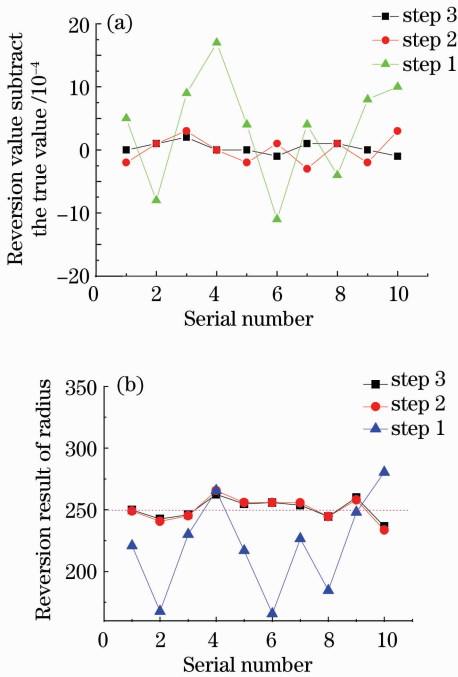 (a)
step 3
step 2
step 1
20
10
0
−10
−20
Reversion value subtract
the true value /10⁻⁴
0 2 4 6 8 10
Serial number
(b)
step 3
step 2
step 1
350
300
250
200
Reversion result of radius
0 2 4 6 8 10
Serial number